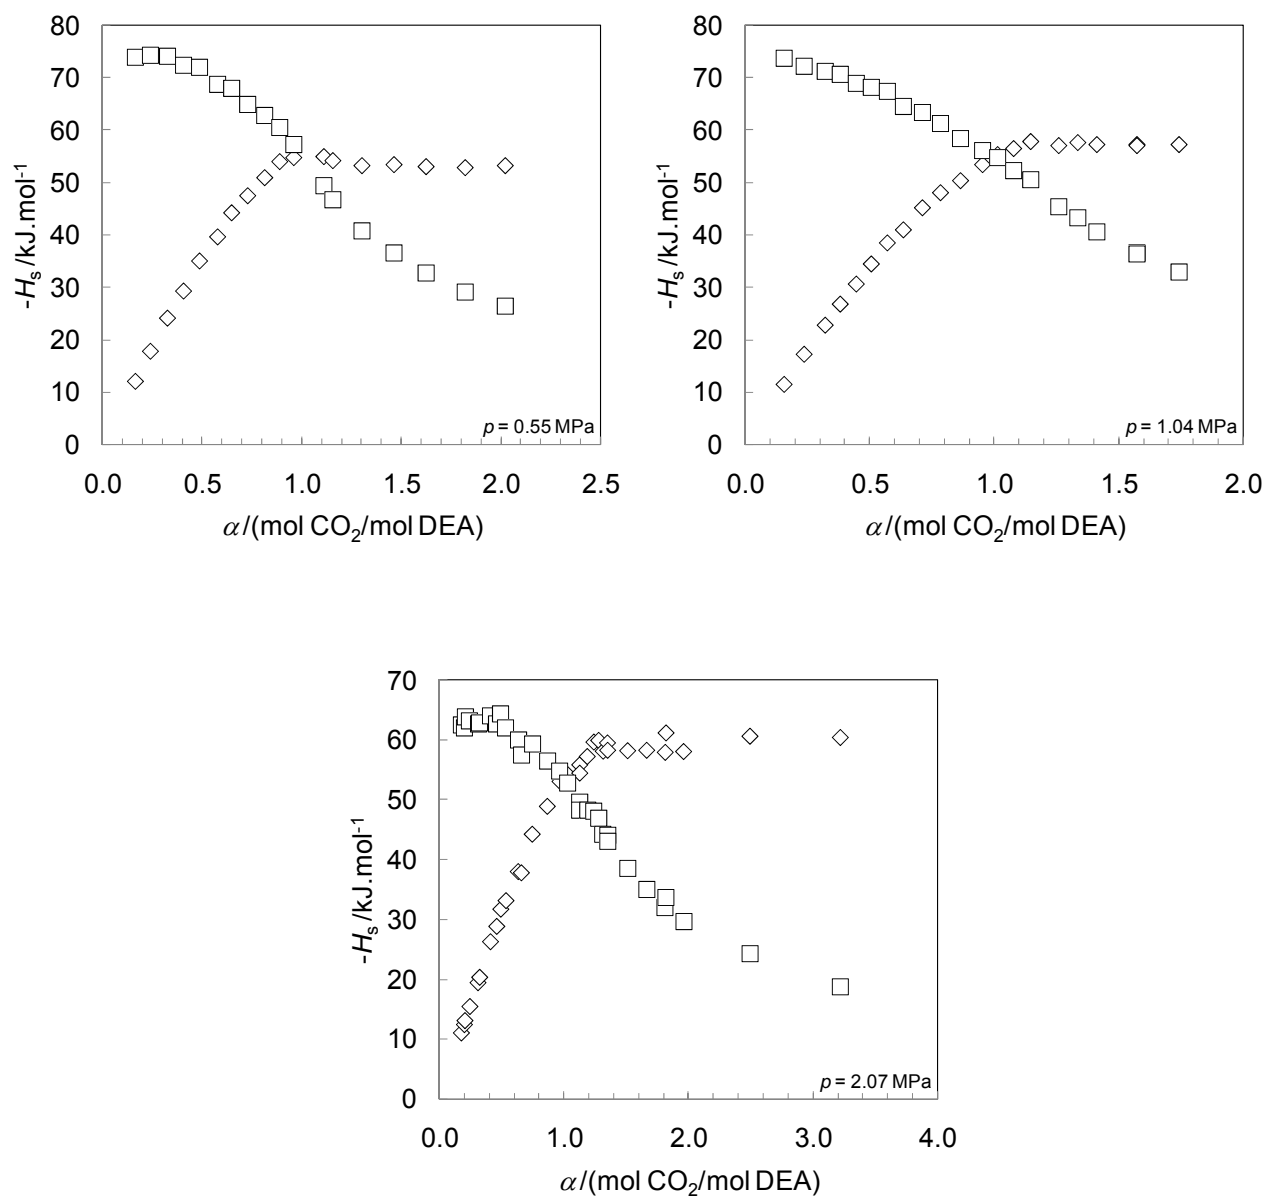 80
70
60
50
40
30
20
10
0
-Hs /kJ.mol-1
p = 0.55 MPa
0.0 0.5 1.0 1.5 2.0 2.5
α/(mol CO2/mol DEA)
80
70
60
50
40
30
20
10
0
-Hs /kJ.mol-1
p = 1.04 MPa
0.0 0.5 1.0 1.5 2.0
α/(mol CO2/mol DEA)
70
60
50
40
30
20
10
0
-Hs /kJ.mol-1
p = 2.07 MPa
0.0 1.0 2.0 3.0 4.0
α/(mol CO2/mol DEA)